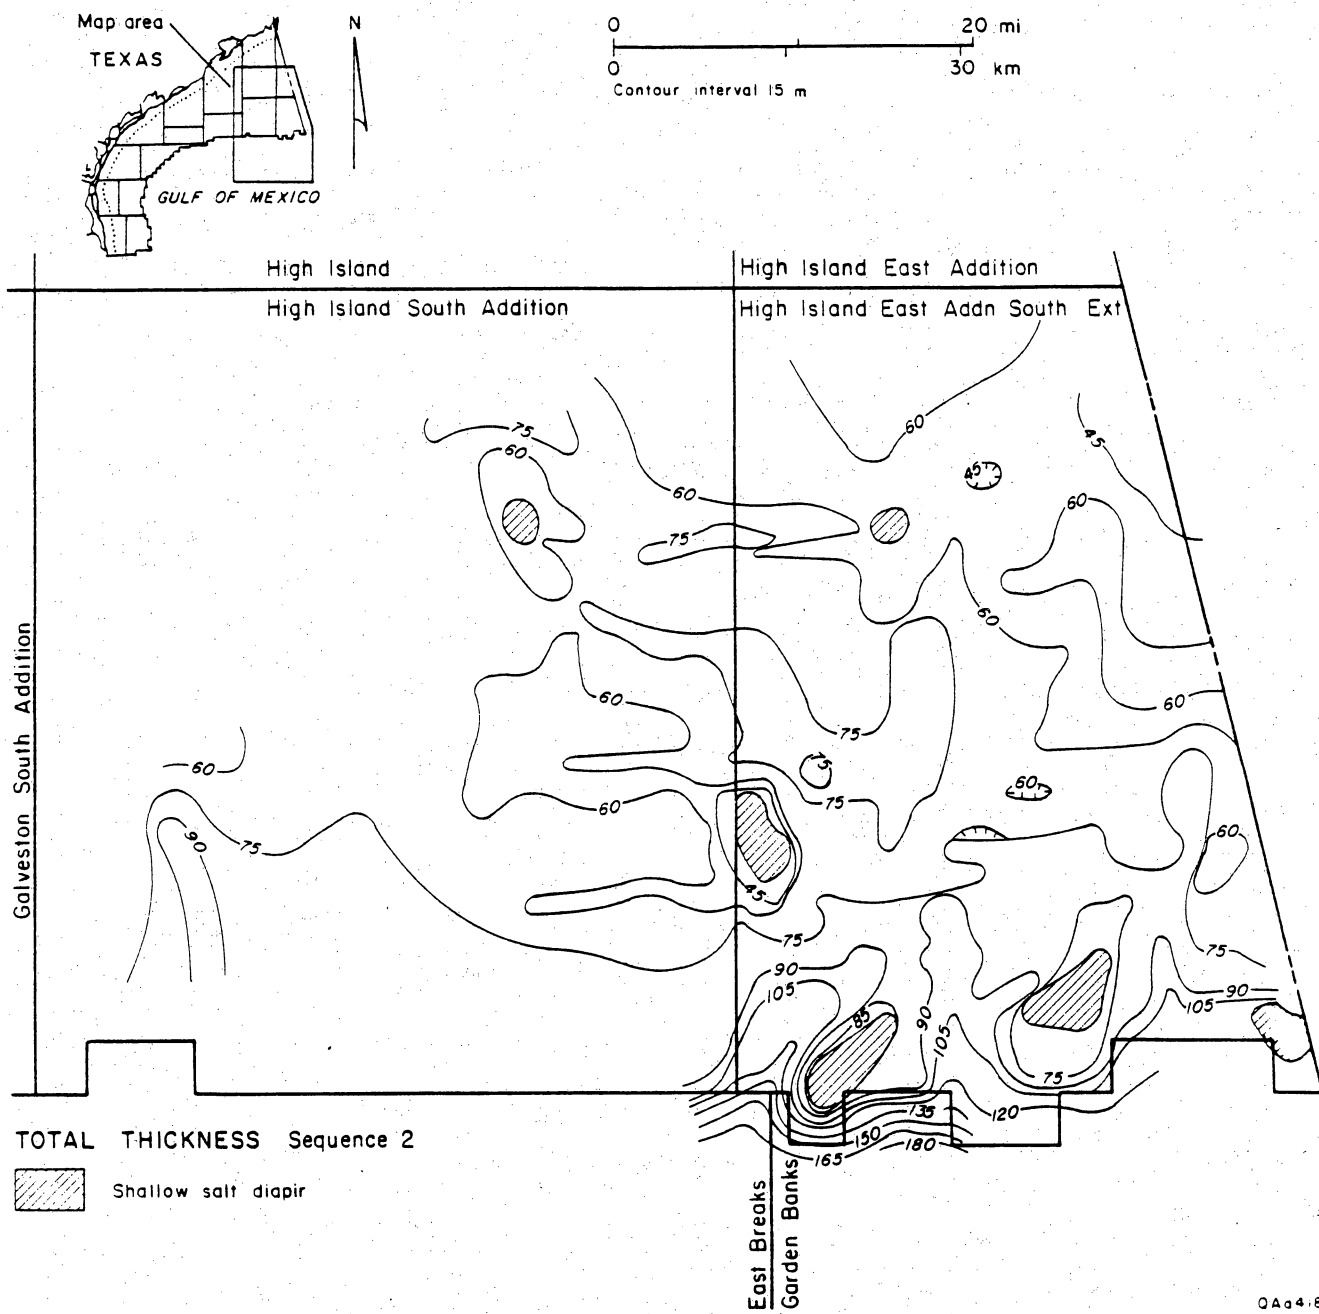 Map area
TEXAS
N
GULF OF MEXICO
0 20 mi
0 30 km
Contour interval 15 m
High Island
High Island East Addition
High Island South Addition
High Island East Addn South Ext
Galveston South Addition
75
60
60
60
45
45
60
75
60
60
60
75
75
60
75
60
60
60
75
90
45
75
75
90
105
90
105
85
90
105
75
120
135
150
165
180
TOTAL THICKNESS Sequence 2
Shallow salt diapir
East Breaks
Garden Banks